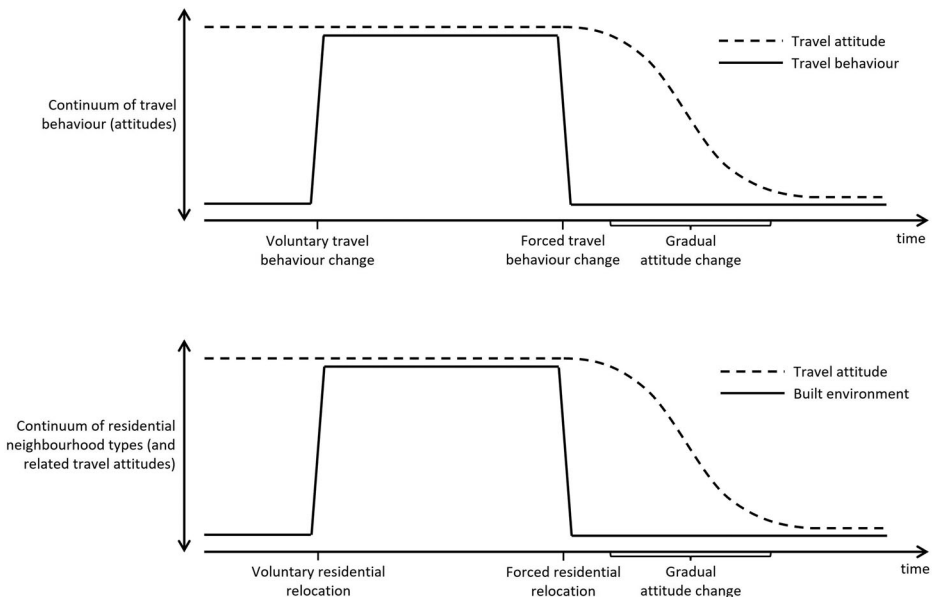 Travel attitude
Travel behaviour
Continuum of travel
behaviour (attitudes)
Voluntary travel
behaviour change
Forced travel
behaviour change
Gradual
attitude change
time
Travel attitude
Built environment
Continuum of residential
neighbourhood types (and
related travel attitudes)
Voluntary residential
relocation
Forced residential
relocation
Gradual
attitude change
time